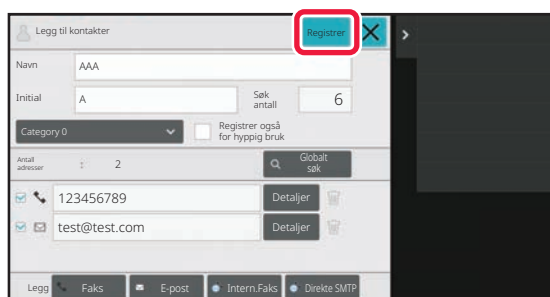 Legg til kontakter
Registrer
Navn
AAA
Initial
A
Søk
antall
6
Category 0
Registrer også
for hyppig bruk
Antall
adresser
:
2
Globalt
søk
123456789
Detaljer
test@test.com
Detaljer
Legg
Faks
E-post
Intern.Faks
Direkte SMTP